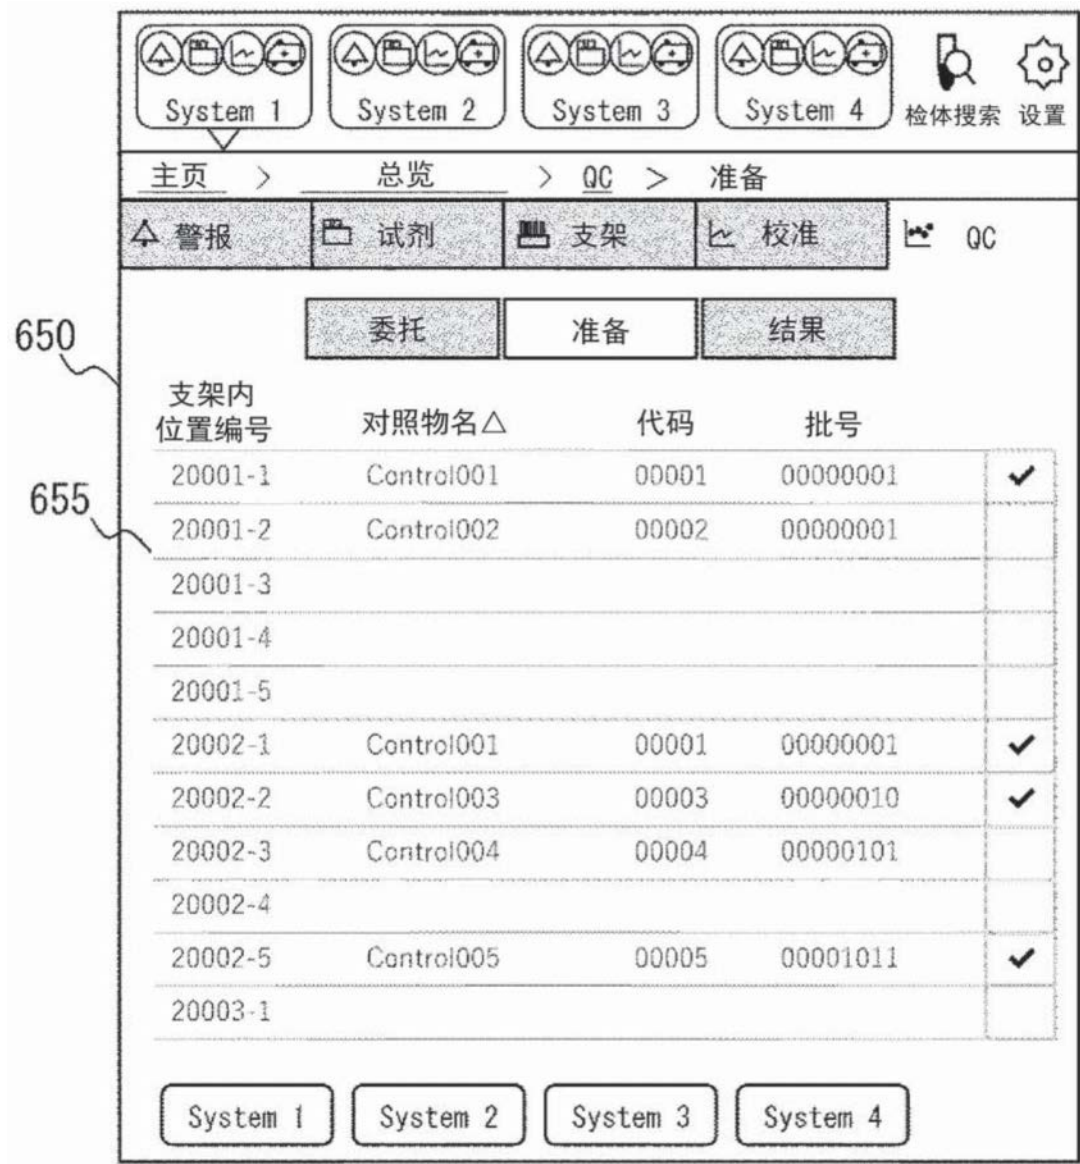 System 1 System 2 System 3 System 4 检体搜索 设置
主页 > 总览 > QC > 准备
警报 试剂 支架 校准 QC
委托 准备 结果
650
支架内
位置编号 对照物名△ 代码 批号
20001-1 Control001 00001 00000001 ✓
655
20001-2 Control002 00002 00000001
20001-3
20001-4
20001-5
20002-1 Control001 00001 00000001 ✓
20002-2 Control003 00003 00000010 ✓
20002-3 Control004 00004 00000101
20002-4
20002-5 Control005 00005 00001011 ✓
20003-1
System 1 System 2 System 3 System 4